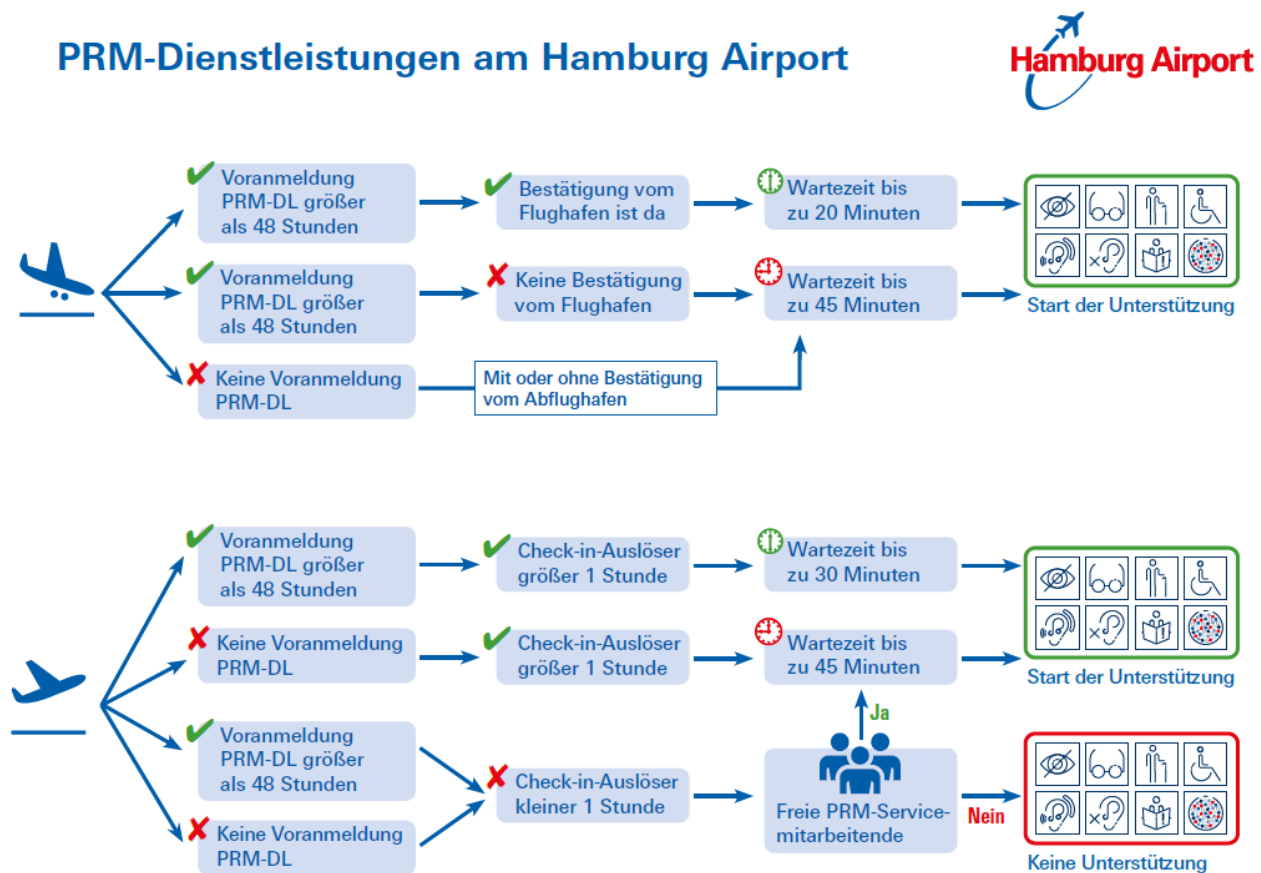 PRM-Dienstleistungen am Hamburg Airport
Hamburg Airport
Voranmeldung
PRM-DL größer
als 48 Stunden
Bestätigung vom
Flughafen ist da
Wartezeit bis
zu 20 Minuten
Voranmeldung
PRM-DL größer
als 48 Stunden
Keine Bestätigung
vom Flughafen
Wartezeit bis
zu 45 Minuten
Start der Unterstützung
Keine Voranmeldung
PRM-DL
Mit oder ohne Bestätigung
vom Abflughafen
Voranmeldung
PRM-DL größer
als 48 Stunden
Check-in-Auslöser
größer 1 Stunde
Wartezeit bis
zu 30 Minuten
Keine Voranmeldung
PRM-DL
Check-in-Auslöser
größer 1 Stunde
Wartezeit bis
zu 45 Minuten
Start der Unterstützung
Ja
Voranmeldung
PRM-DL größer
als 48 Stunden
Check-in-Auslöser
kleiner 1 Stunde
Freie PRM-Service-
mitarbeitende
Nein
Keine Voranmeldung
PRM-DL
Keine Unterstützung